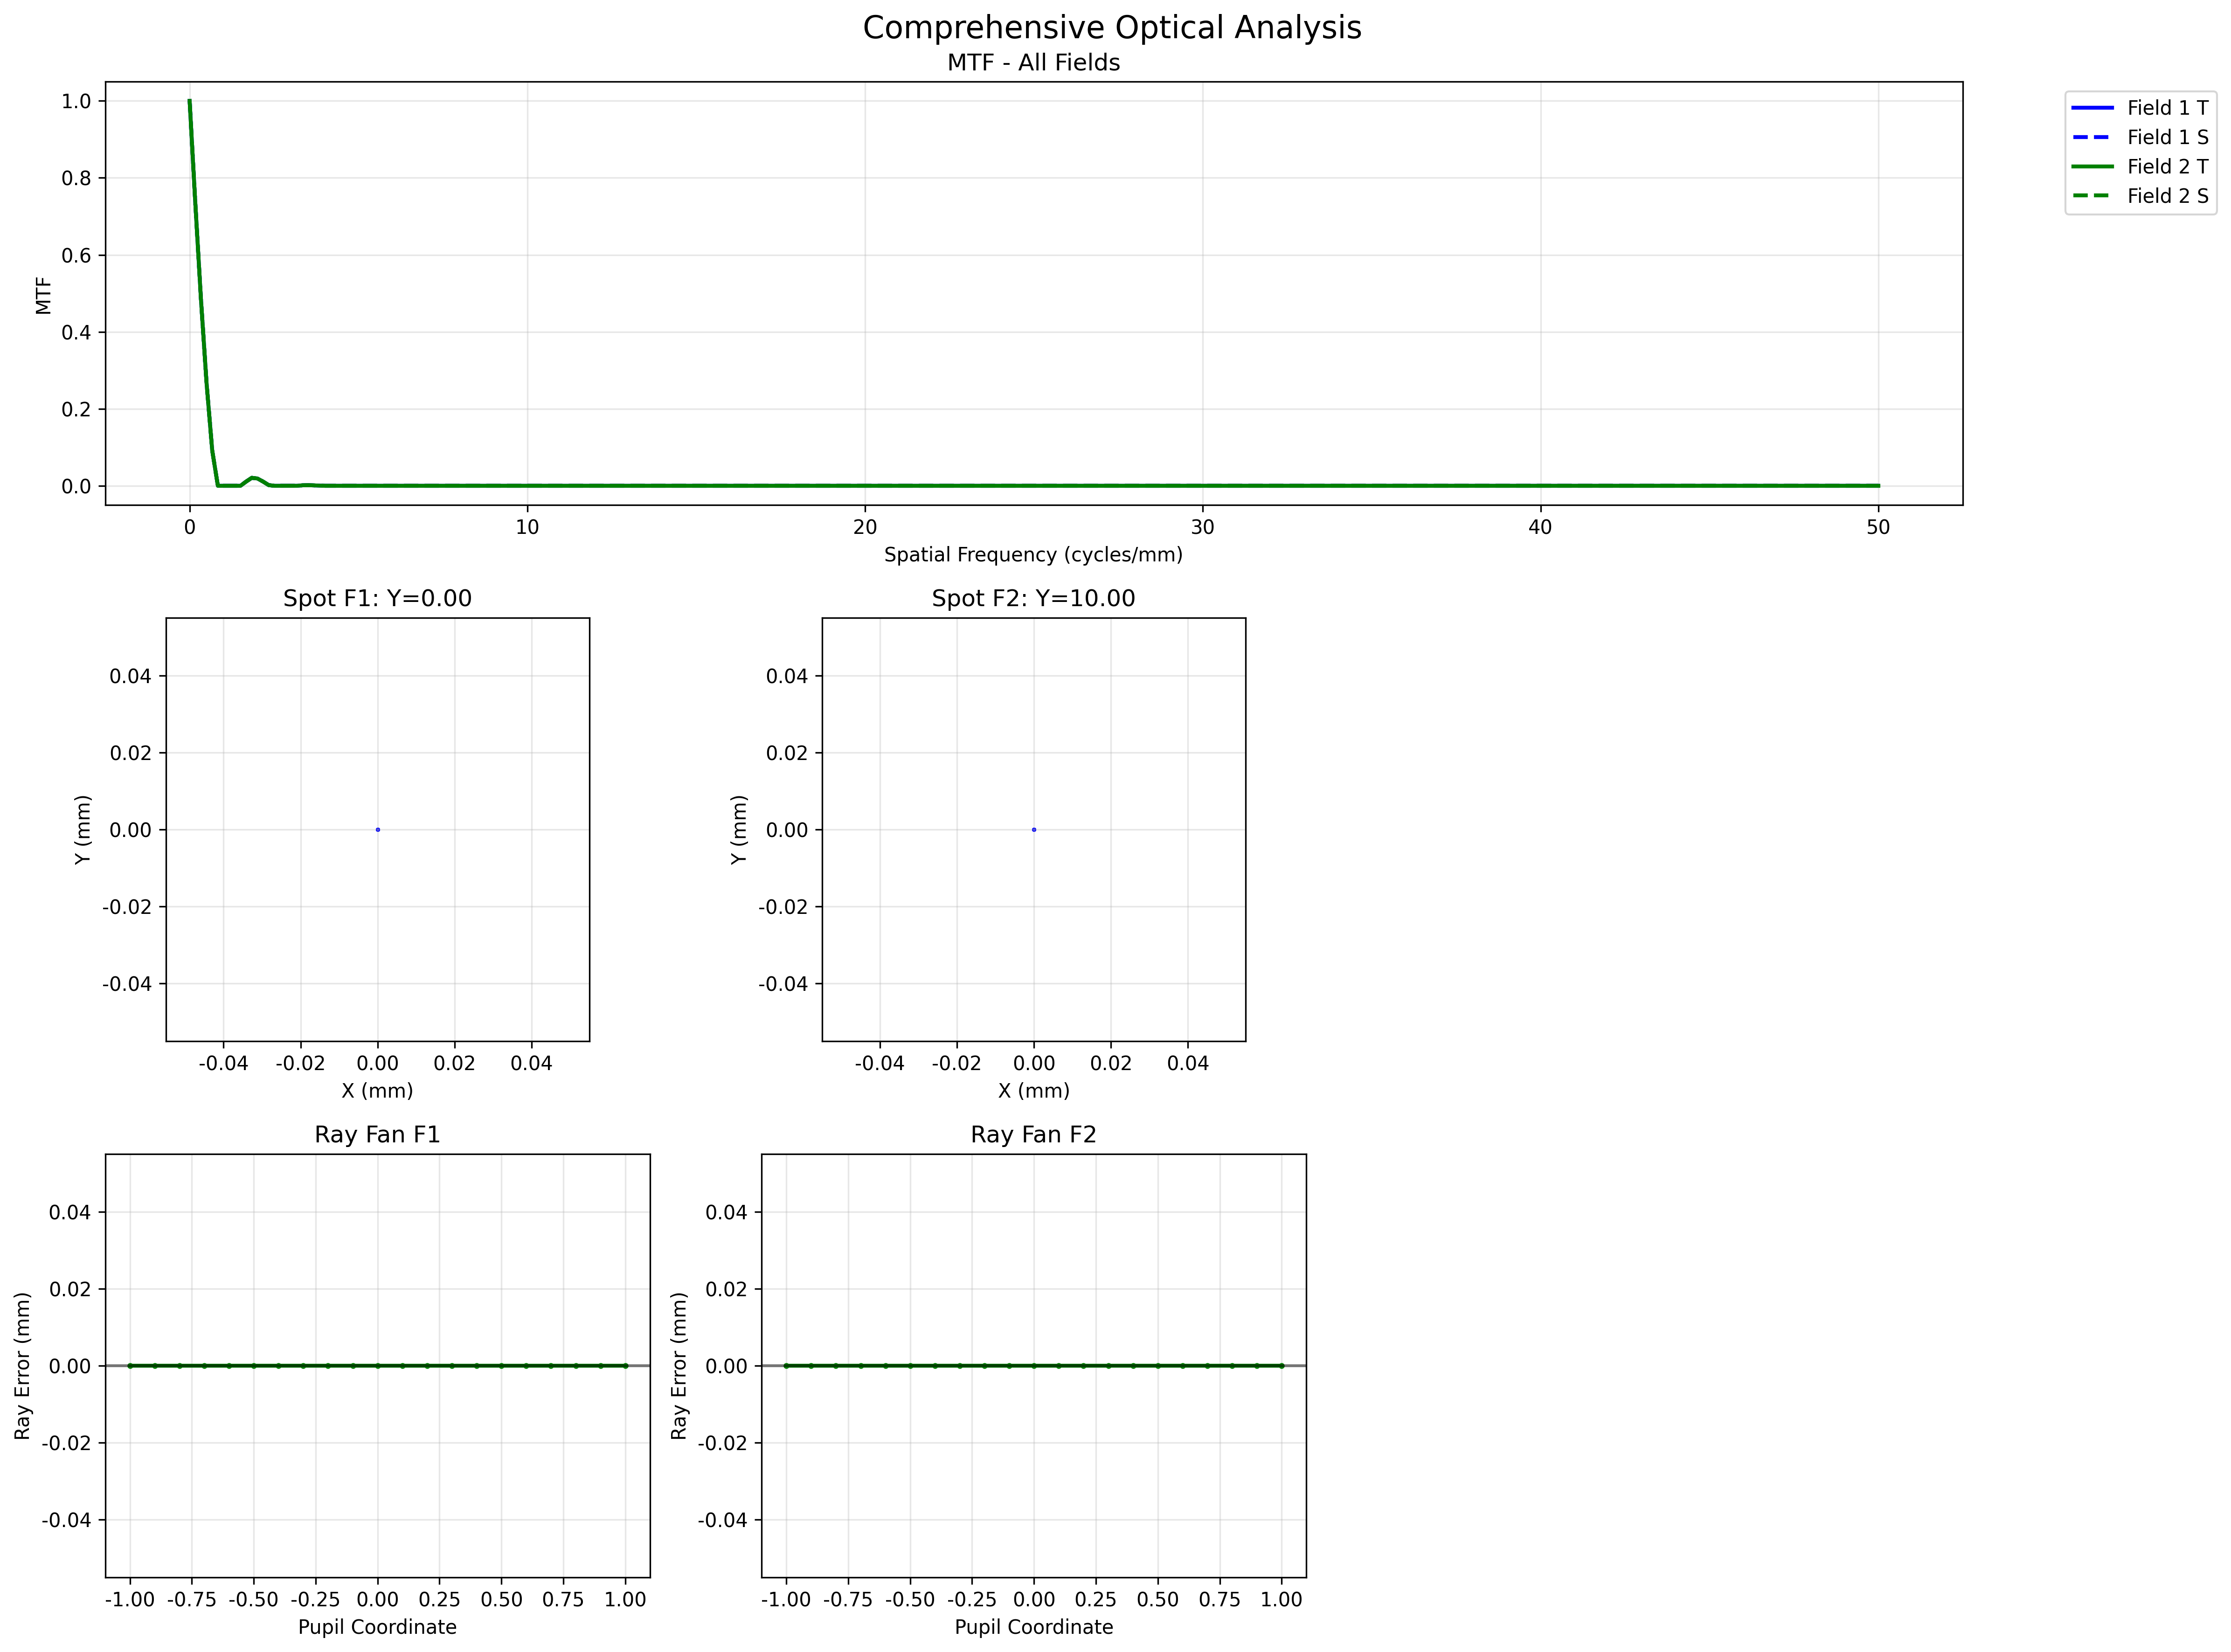 Comprehensive Optical Analysis
MTF - All Fields
MTF
1.0
0.8
0.6
0.4
0.2
0.0
0 10 20 30 40 50
Spatial Frequency (cycles/mm)
Field 1 T
Field 1 S
Field 2 T
Field 2 S
Spot F1: Y=0.00
Y (mm)
0.04
0.02
0.00
-0.02
-0.04
-0.04 -0.02 0.00 0.02 0.04
X (mm)
Spot F2: Y=10.00
Y (mm)
0.04
0.02
0.00
-0.02
-0.04
-0.04 -0.02 0.00 0.02 0.04
X (mm)
Ray Fan F1
Ray Error (mm)
0.04
0.02
0.00
-0.02
-0.04
-1.00 -0.75 -0.50 -0.25 0.00 0.25 0.50 0.75 1.00
Pupil Coordinate
Ray Fan F2
Ray Error (mm)
0.04
0.02
0.00
-0.02
-0.04
-1.00 -0.75 -0.50 -0.25 0.00 0.25 0.50 0.75 1.00
Pupil Coordinate